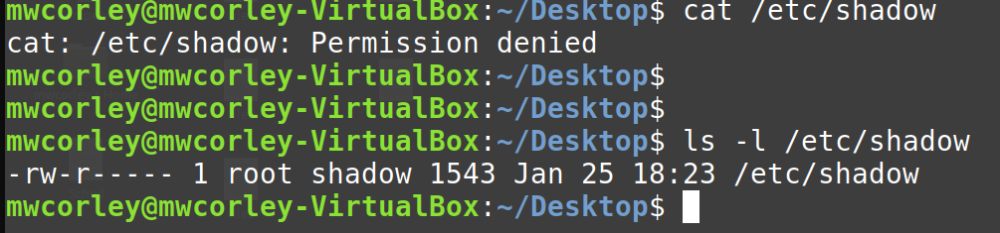 mwcorley@mwcorley-VirtualBox:~/Desktop$ cat /etc/shadow
cat: /etc/shadow: Permission denied
mwcorley@mwcorley-VirtualBox:~/Desktop$
mwcorley@mwcorley-VirtualBox:~/Desktop$
mwcorley@mwcorley-VirtualBox:~/Desktop$ ls -l /etc/shadow
-rw-r----- 1 root shadow 1543 Jan 25 18:23 /etc/shadow
mwcorley@mwcorley-VirtualBox:~/Desktop$